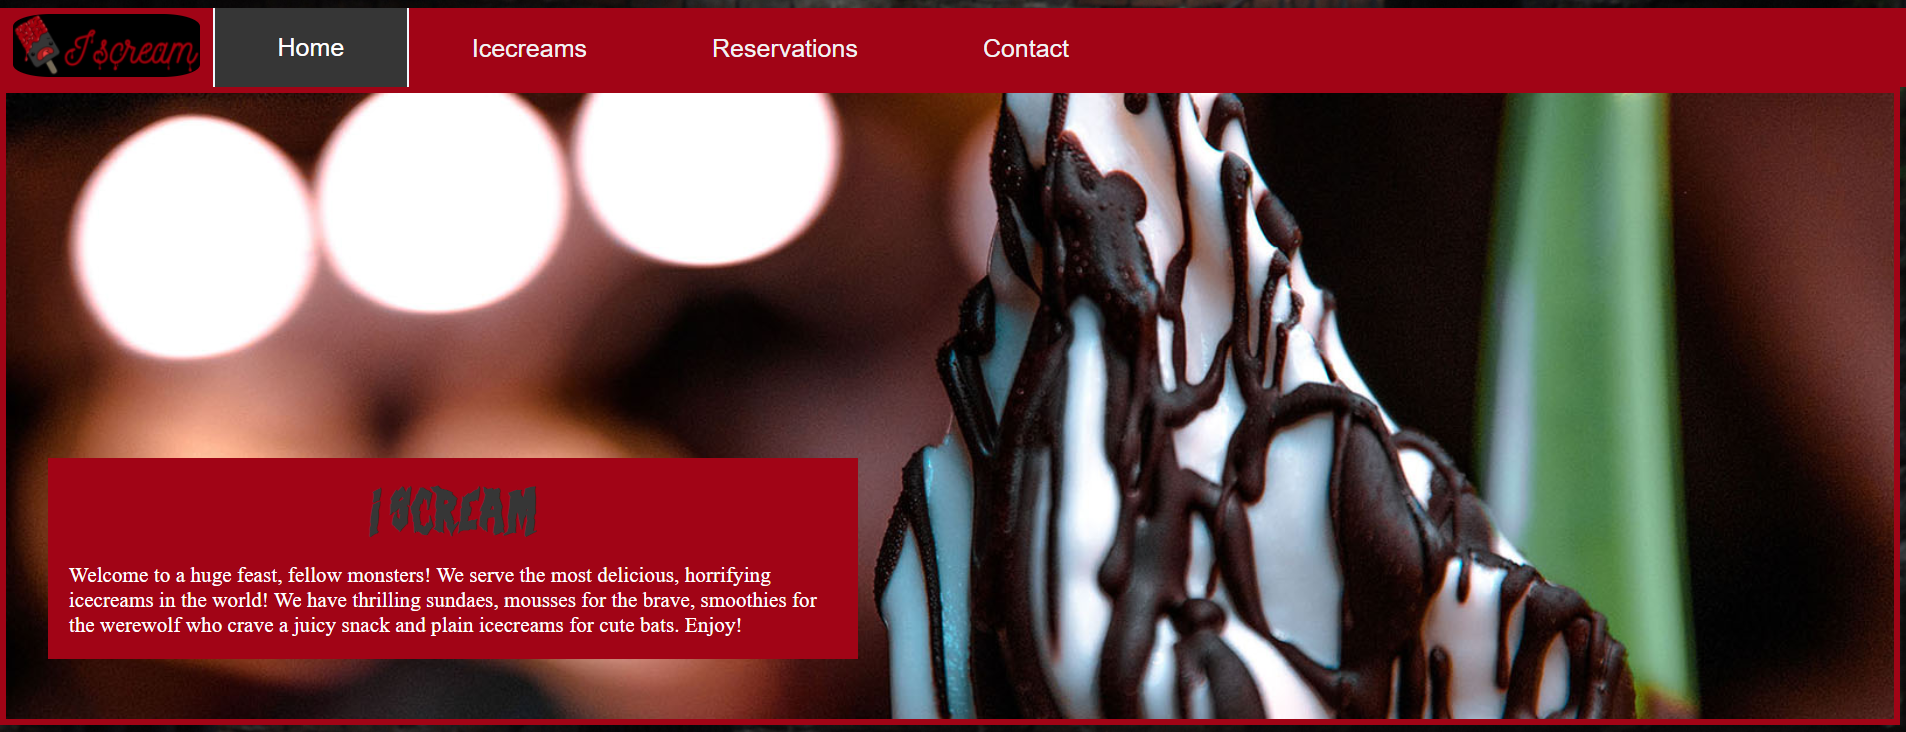 I scream
Home
Icecreams
Reservations
Contact
I SCREAM
Welcome to a huge feast, fellow monsters! We serve the most delicious, horrifying
icecreams in the world! We have thrilling sundaes, mousses for the brave, smoothies for
the werewolf who crave a juicy snack and plain icecreams for cute bats. Enjoy!